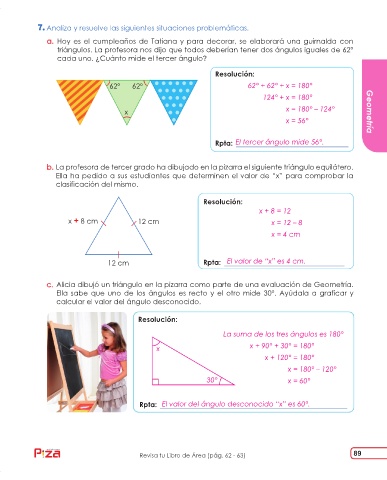 7. Analiza y resuelve las siguientes situaciones problemáticas.
a. Hoy es el cumpleaños de Tatiana y para decorar, se elaborará una guirnalda con
triángulos. La profesora nos dijo que todos deberían tener dos ángulos iguales de 62°
cada uno. ¿Cuánto mide el tercer ángulo?
Resolución:
62° 62°
x
62° + 62° + x = 180°
124° + x = 180°
x = 180° – 124°
x = 56°
Rpta: El tercer ángulo mide 56°.
Geometría
b. La profesora de tercer grado ha dibujado en la pizarra el siguiente triángulo equilátero.
Ella ha pedido a sus estudiantes que determinen el valor de “x” para comprobar la
clasificación del mismo.
Resolución:
x + 8 cm 12 cm
12 cm
x + 8 = 12
x = 12 – 8
x = 4 cm
Rpta: El valor de “x” es 4 cm.
c. Alicia dibujó un triángulo en la pizarra como parte de una evaluación de Geometría.
Ella sabe que uno de los ángulos es recto y el otro mide 30°. Ayúdala a graficar y
calcular el valor del ángulo desconocido.
Resolución:
La suma de los tres ángulos es 180°
x
30°
x + 90° + 30° = 180°
x + 120° = 180°
x = 180° – 120°
x = 60°
Rpta: El valor del ángulo desconocido “x” es 60°.
Revisa tu Libro de Área (pág. 62 - 63)
89